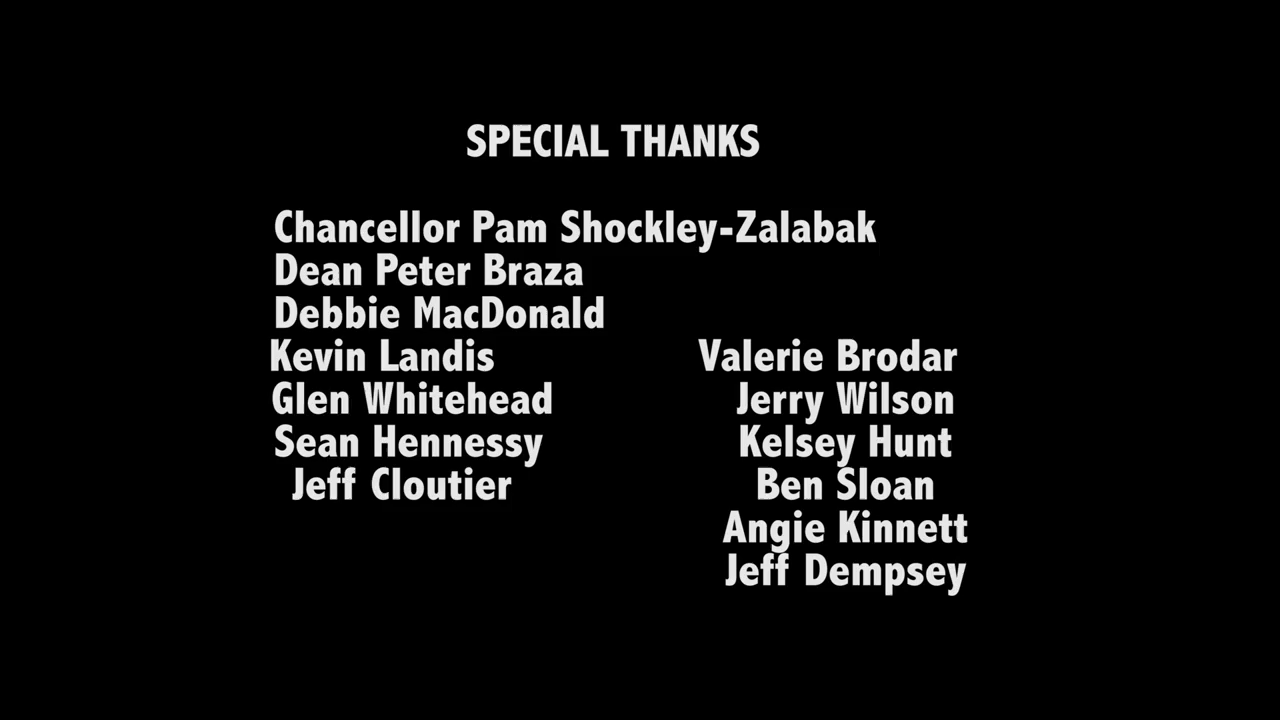 SPECIAL THANKS
Chancellor Pam Shockley-Zalabak
Dean Peter Braza
Debbie MacDonald
Kevin Landis
Glen Whitehead
Sean Hennessy
Jeff Cloutier
Valerie Brodar
Jerry Wilson
Kelsey Hunt
Ben Sloan
Angie Kinnett
Jeff Dempsey